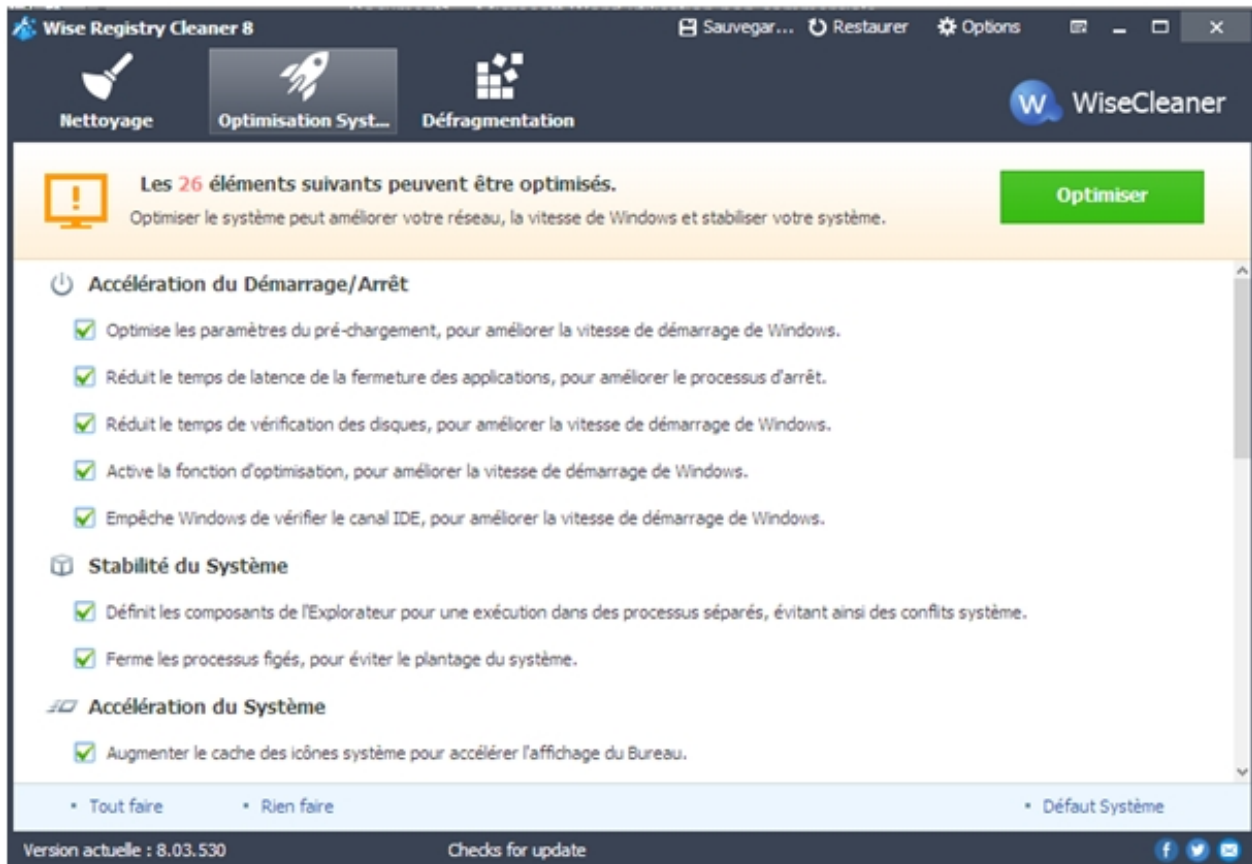 Wise Registry Cleaner 8
Sauvegar... Restaurer Options
Nettoyage Optimisation Syst... Défragmentation
W WiseCleaner
Les 26 éléments suivants peuvent être optimisés.
Optimiser le système peut améliorer votre réseau, la vitesse de Windows et stabiliser votre système.
Optimiser
Accélération du Démarrage/Arrêt
Optimise les paramètres du pré-chargement, pour améliorer la vitesse de démarrage de Windows.
Réduit le temps de latence de la fermeture des applications, pour améliorer le processus d'arrêt.
Réduit le temps de vérification des disques, pour améliorer la vitesse de démarrage de Windows.
Active la fonction d'optimisation, pour améliorer la vitesse de démarrage de Windows.
Empêche Windows de vérifier le canal IDE, pour améliorer la vitesse de démarrage de Windows.
Stabilité du Système
Définit les composants de l'Explorateur pour une exécution dans des processus séparés, évitant ainsi des conflits système.
Ferme les processus figés, pour éviter le plantage du système.
Accélération du Système
Augmenter le cache des icônes système pour accélérer l'affichage du Bureau.
Tout faire Rien faire Défaut Système
Version actuelle : 8.03.530 Checks for update